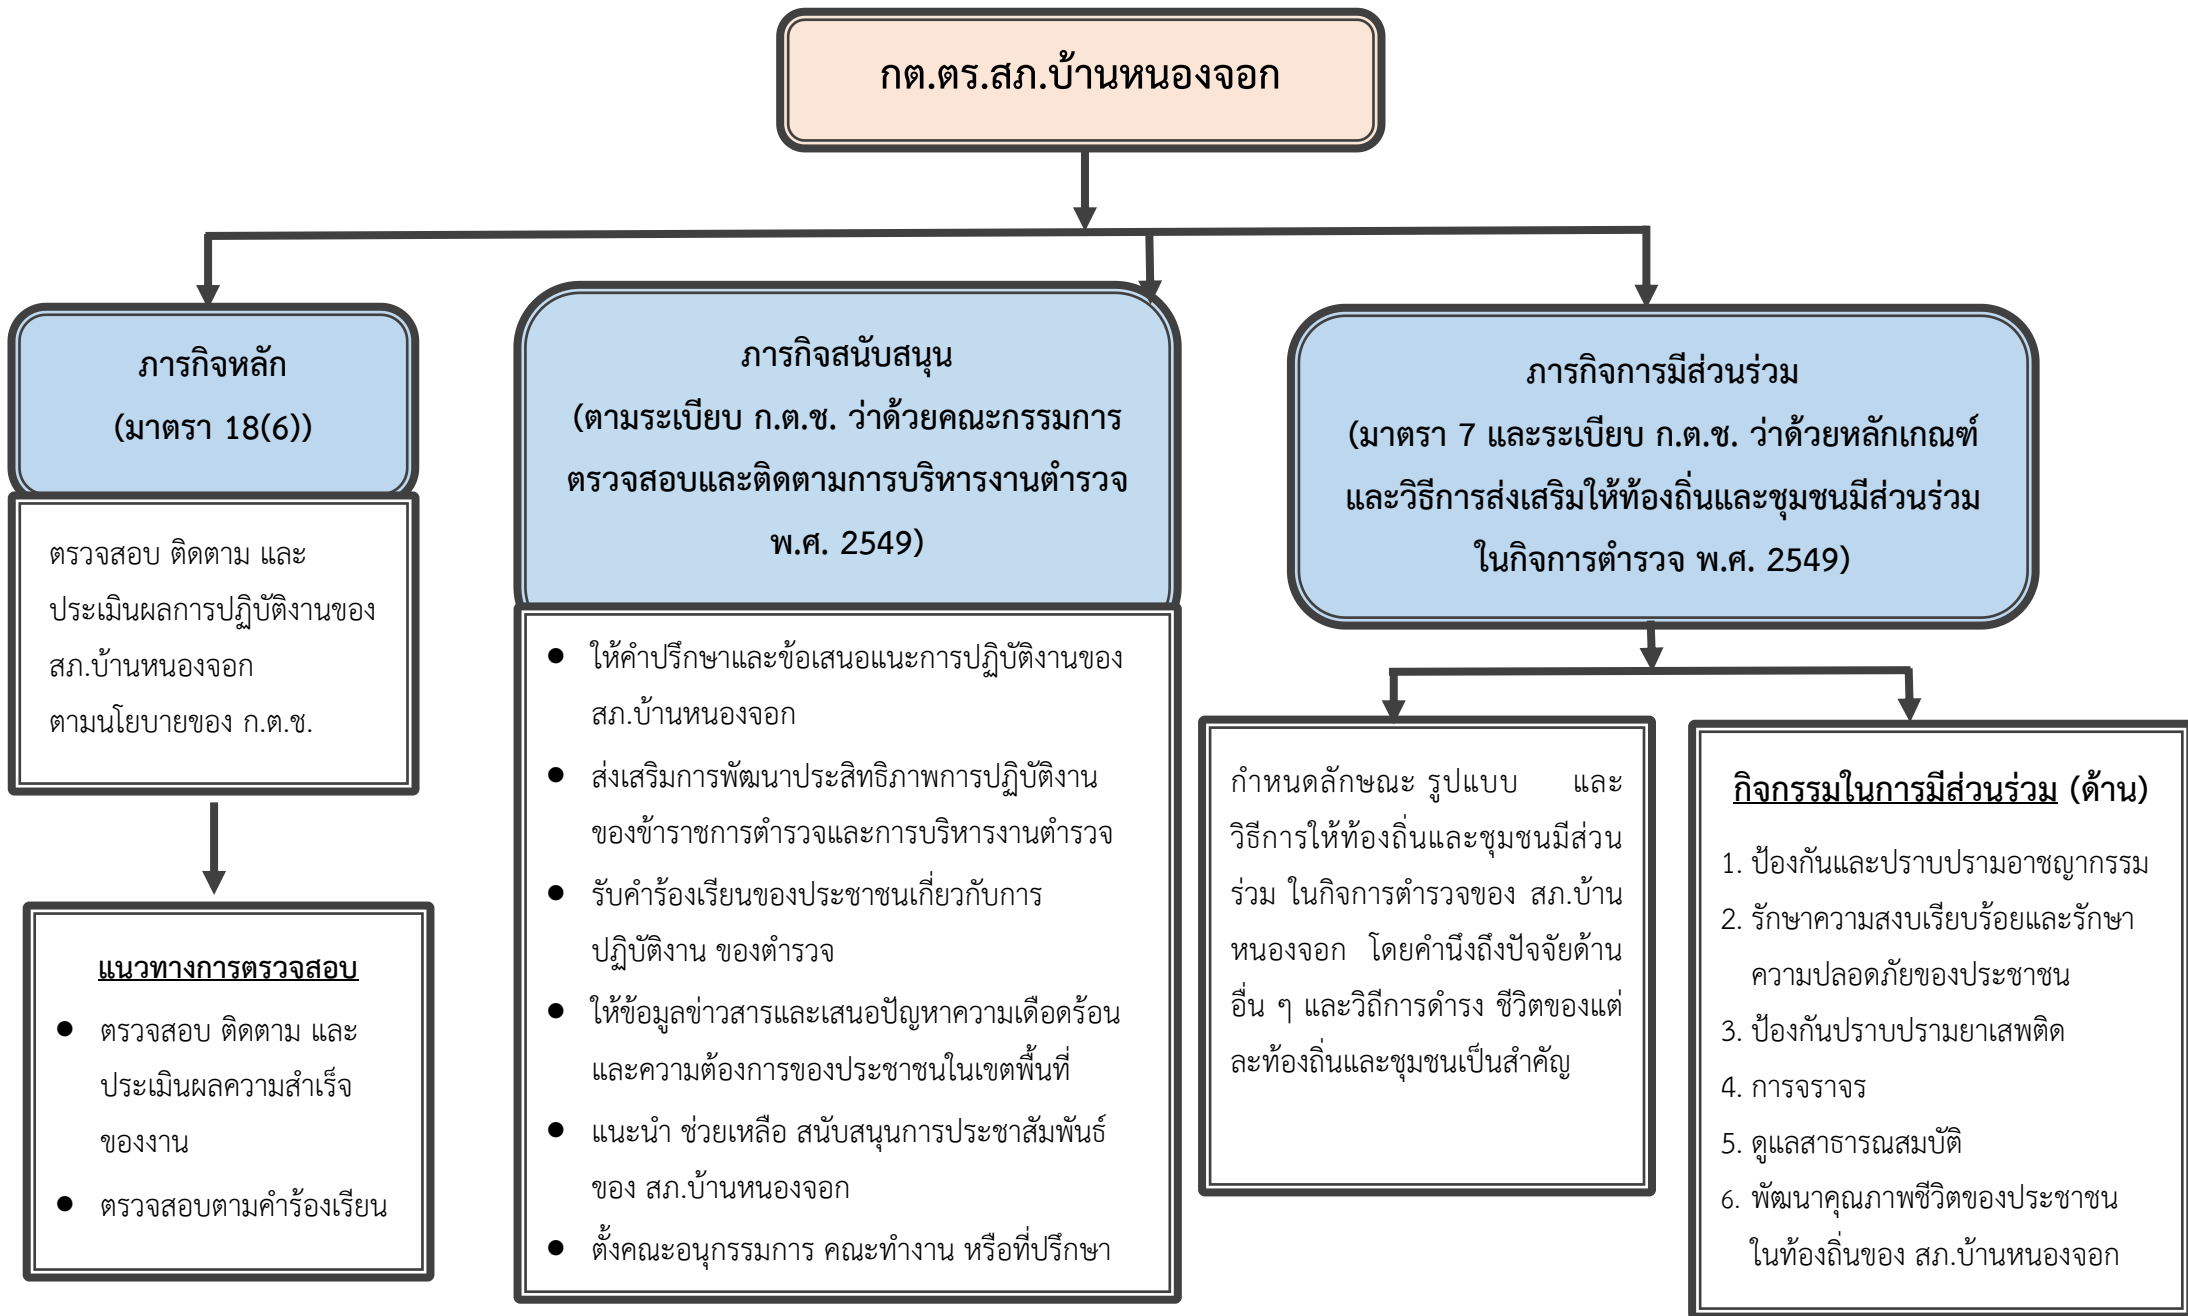 กต.ตร.สภ.บ้านหนองจอก
ภารกิจหลัก
(มาตรา 18(6))
ตรวจสอบ ติดตาม และ
ประเมินผลการปฏิบัติงานของ
สภ.บ้านหนองจอก
ตามนโยบายของ ก.ต.ช.
แนวทางการตรวจสอบ
● ตรวจสอบ ติดตาม และ
ประเมินผลความสำเร็จ
ของงาน
● ตรวจสอบตามคำร้องเรียน
ภารกิจสนับสนุน
(ตามระเบียบ ก.ต.ช. ว่าด้วยคณะกรรมการ
ตรวจสอบและติดตามการบริหารงานตำรวจ
พ.ศ. 2549)
● ให้คำปรึกษาและข้อเสนอแนะการปฏิบัติงานของ
สภ.บ้านหนองจอก
● ส่งเสริมการพัฒนาประสิทธิภาพการปฏิบัติงาน
ของข้าราชการตำรวจและการบริหารงานตำรวจ
● รับคำร้องเรียนของประชาชนเกี่ยวกับการ
ปฏิบัติงาน ของตำรวจ
● ให้ข้อมูลข่าวสารและเสนอปัญหาความเดือดร้อน
และความต้องการของประชาชนในเขตพื้นที่
● แนะนำ ช่วยเหลือ สนับสนุนการประชาสัมพันธ์
ของ สภ.บ้านหนองจอก
● ตั้งคณะอนุกรรมการ คณะทำงาน หรือที่ปรึกษา
ภารกิจการมีส่วนร่วม
(มาตรา 7 และระเบียบ ก.ต.ช. ว่าด้วยหลักเกณฑ์
และวิธีการส่งเสริมให้ท้องถิ่นและชุมชนมีส่วนร่วม
ในกิจการตำรวจ พ.ศ. 2549)
กำหนดลักษณะ รูปแบบ และ
วิธีการให้ท้องถิ่นและชุมชนมีส่วน
ร่วม ในกิจการตำรวจของ สภ.บ้าน
หนองจอก โดยคำนึงถึงปัจจัยด้าน
อื่น ๆ และวิถีการดำรง ชีวิตของแต่
ละท้องถิ่นและชุมชนเป็นสำคัญ
กิจกรรมในการมีส่วนร่วม (ด้าน)
1. ป้องกันและปราบปรามอาชญากรรม
2. รักษาความสงบเรียบร้อยและรักษา
ความปลอดภัยของประชาชน
3. ป้องกันปราบปรามยาเสพติด
4. การจราจร
5. ดูแลสาธารณสมบัติ
6. พัฒนาคุณภาพชีวิตของประชาชน
ในท้องถิ่นของ สภ.บ้านหนองจอก